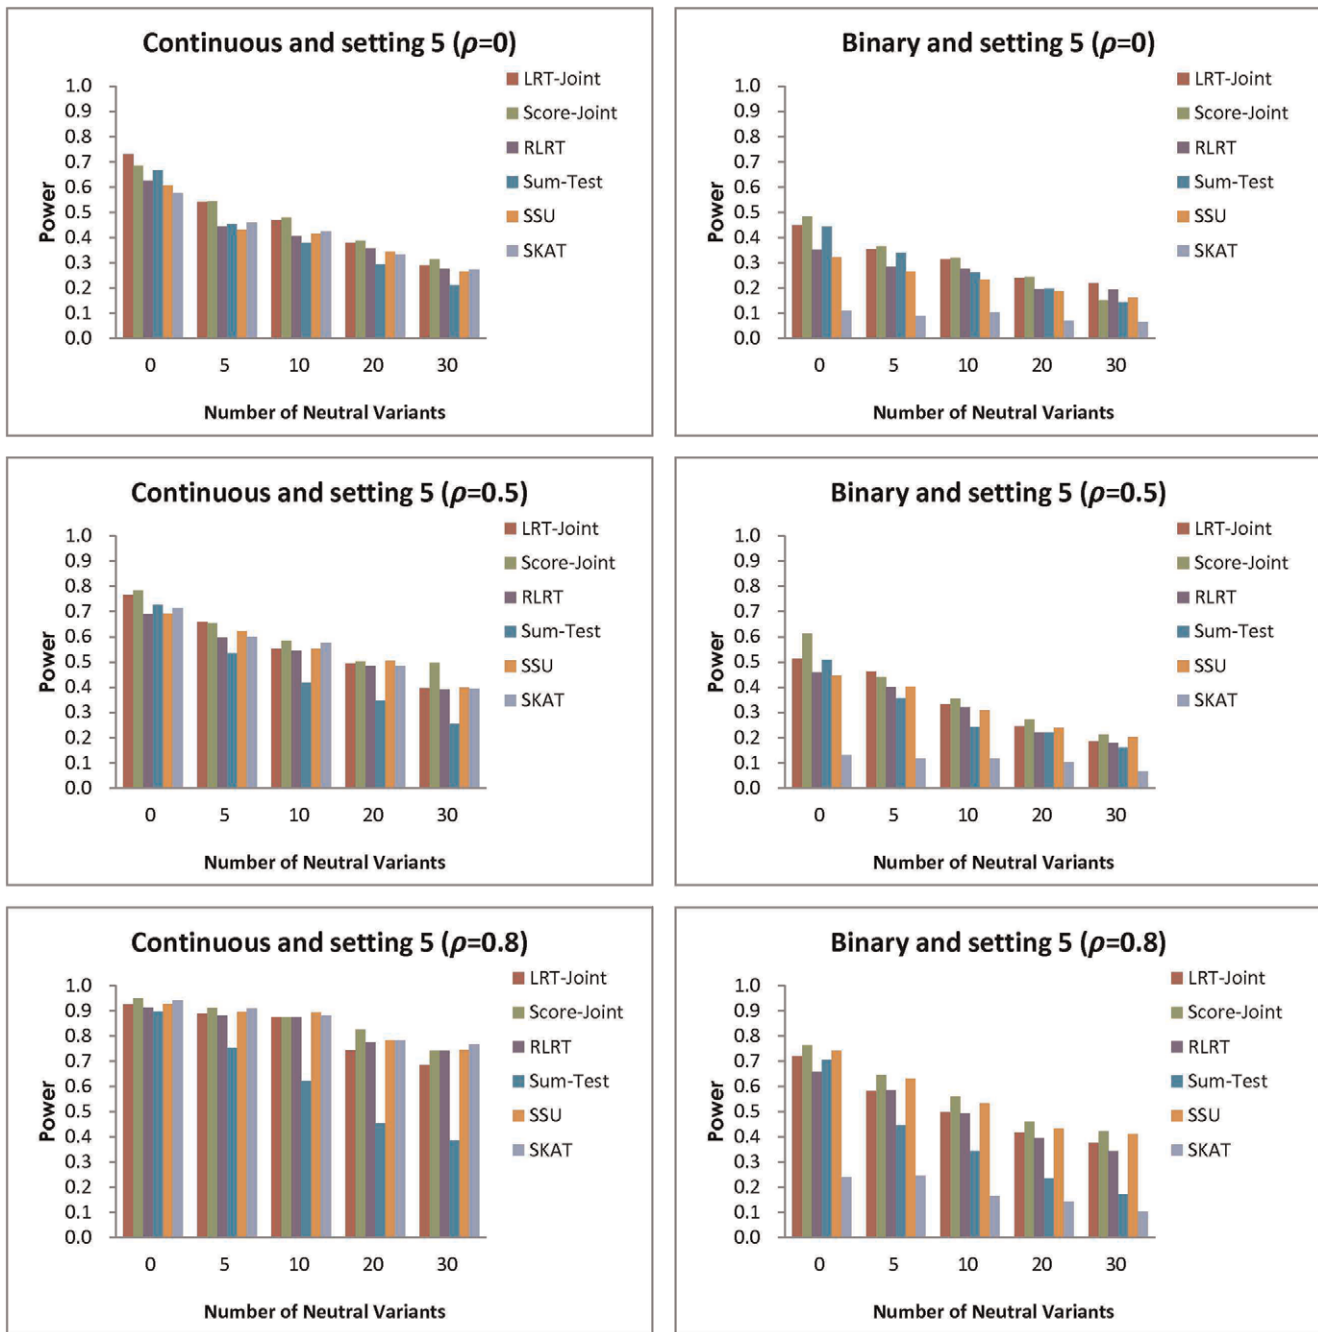 Continuous and setting 5 (ρ=0)
1.0
0.9
0.8
0.7
0.6
0.5
0.4
0.3
0.2
0.1
0.0
Power
0 5 10 20 30
Number of Neutral Variants
LRT-Joint
Score-Joint
RLRT
Sum-Test
SSU
SKAT
Binary and setting 5 (ρ=0)
1.0
0.9
0.8
0.7
0.6
0.5
0.4
0.3
0.2
0.1
0.0
Power
0 5 10 20 30
Number of Neutral Variants
LRT-Joint
Score-Joint
RLRT
Sum-Test
SSU
SKAT
Continuous and setting 5 (ρ=0.5)
1.0
0.9
0.8
0.7
0.6
0.5
0.4
0.3
0.2
0.1
0.0
Power
0 5 10 20 30
Number of Neutral Variants
LRT-Joint
Score-Joint
RLRT
Sum-Test
SSU
SKAT
Binary and setting 5 (ρ=0.5)
1.0
0.9
0.8
0.7
0.6
0.5
0.4
0.3
0.2
0.1
0.0
Power
0 5 10 20 30
Number of Neutral Variants
LRT-Joint
Score-Joint
RLRT
Sum-Test
SSU
SKAT
Continuous and setting 5 (ρ=0.8)
1.0
0.9
0.8
0.7
0.6
0.5
0.4
0.3
0.2
0.1
0.0
Power
0 5 10 20 30
Number of Neutral Variants
LRT-Joint
Score-Joint
RLRT
Sum-Test
SSU
SKAT
Binary and setting 5 (ρ=0.8)
1.0
0.9
0.8
0.7
0.6
0.5
0.4
0.3
0.2
0.1
0.0
Power
0 5 10 20 30
Number of Neutral Variants
LRT-Joint
Score-Joint
RLRT
Sum-Test
SSU
SKAT